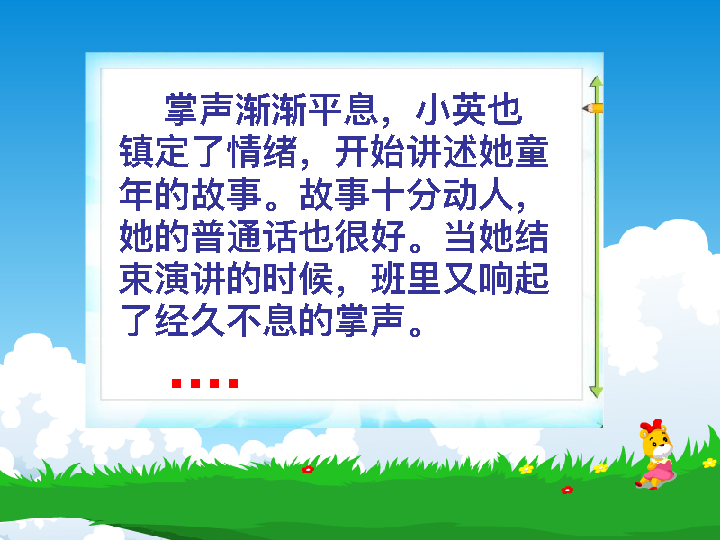 掌声渐渐平息，小英也
镇定了情绪，开始讲述她童
年的故事。故事十分动人，
她的普通话也很好。当她结
束演讲的时候，班里又响起
了经久不息的掌声。
....